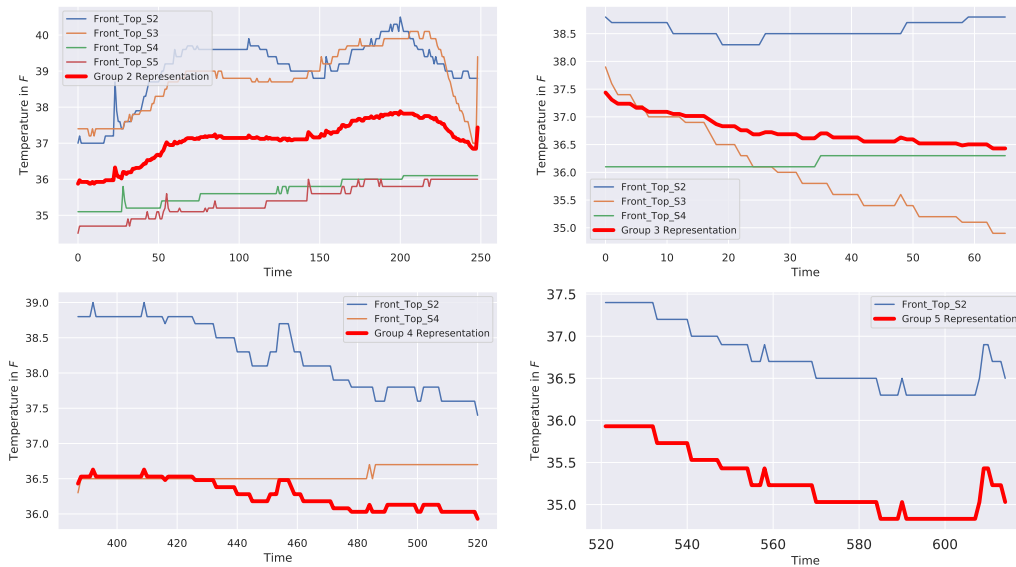 Front_Top_S2
Front_Top_S3
Front_Top_S4
Front_Top_S5
Group 2 Representation
Temperature in F
40
39
38
37
36
35
0 50 100 150 200 250
Time
Front_Top_S2
Front_Top_S3
Front_Top_S4
Group 3 Representation
Temperature in F
38.5
38.0
37.5
37.0
36.5
36.0
35.5
35.0
0 10 20 30 40 50 60
Time
Front_Top_S2
Front_Top_S4
Group 4 Representation
Temperature in F
39.0
38.5
38.0
37.5
37.0
36.5
36.0
400 420 440 460 480 500 520
Time
Front_Top_S2
Group 5 Representation
Temperature in F
37.5
37.0
36.5
36.0
35.5
35.0
520 540 560 580 600
Time